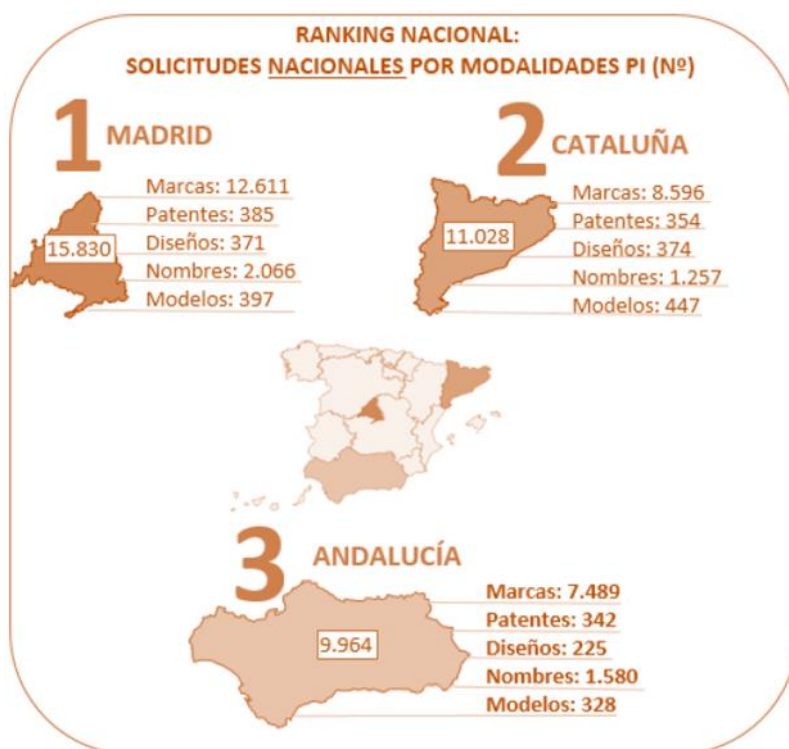 RANKING NACIONAL:
SOLICITUDES NACIONALES POR MODALIDADES PI (Nº)
1 MADRID
Marcas: 12.611
Patentes: 385
15.830
Diseños: 371
Nombres: 2.066
Modelos: 397
2 CATALUÑA
Marcas: 8.596
Patentes: 354
11.028
Diseños: 374
Nombres: 1.257
Modelos: 447
3 ANDALUCÍA
Marcas: 7.489
Patentes: 342
9.964
Diseños: 225
Nombres: 1.580
Modelos: 328